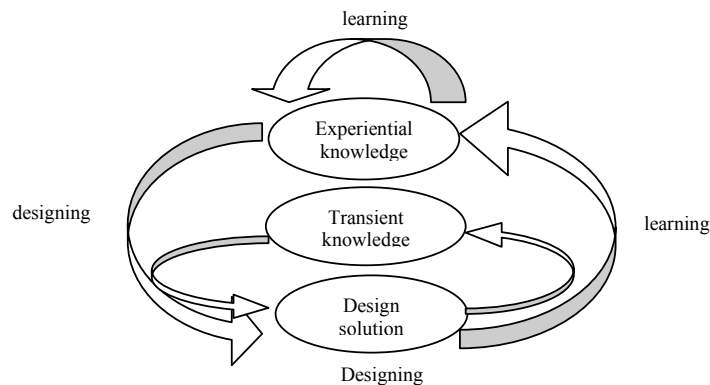 learning
Experiential
knowledge
designing
Transient
knowledge
learning
Design
solution
Designing